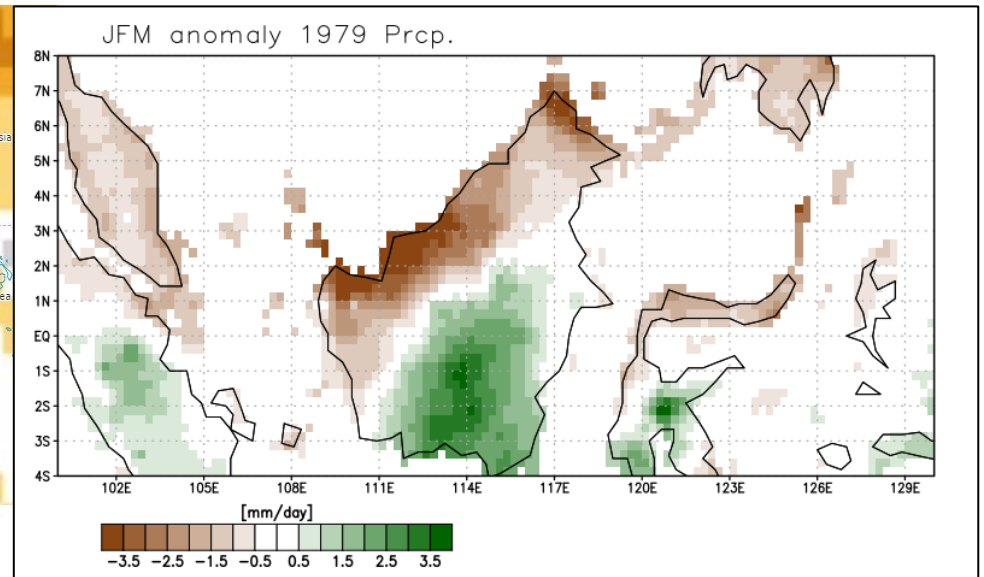 JFM anomaly 1979 Prcp.
8N
7N
6N
5N
4N
3N
2N
1N
EQ
1S
2S
3S
4S
102E 105E 108E 111E 114E 117E 120E 123E 126E 129E
[mm/day]
-3.5 -2.5 -1.5 -0.5 0.5 1.5 2.5 3.5
sia
ea